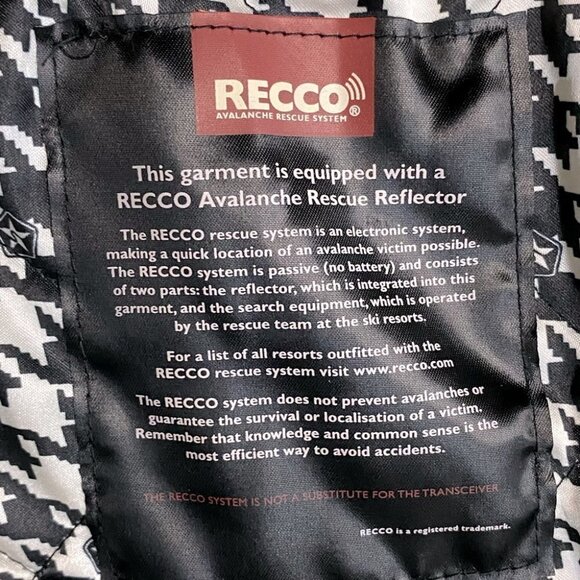 RECCO®
AVALANCHE RESCUE SYSTEM
This garment is equipped with a
RECCO Avalanche Rescue Reflector
The RECCO rescue system is an electronic system,
making a quick location of an avalanche victim possible.
The RECCO system is passive (no battery) and consists
of two parts: the reflector, which is integrated into this
garment, and the search equipment, which is operated
by the rescue team at the ski resorts.
For a list of all resorts outfitted with the
RECCO rescue system visit www.recco.com
The RECCO system does not prevent avalanches or
guarantee the survival or localisation of a victim.
Remember that knowledge and common sense is the
most efficient way to avoid accidents.
THE RECCO SYSTEM IS NOT A SUBSTITUTE FOR THE TRANSCEIVER
RECCO is a registered trademark.